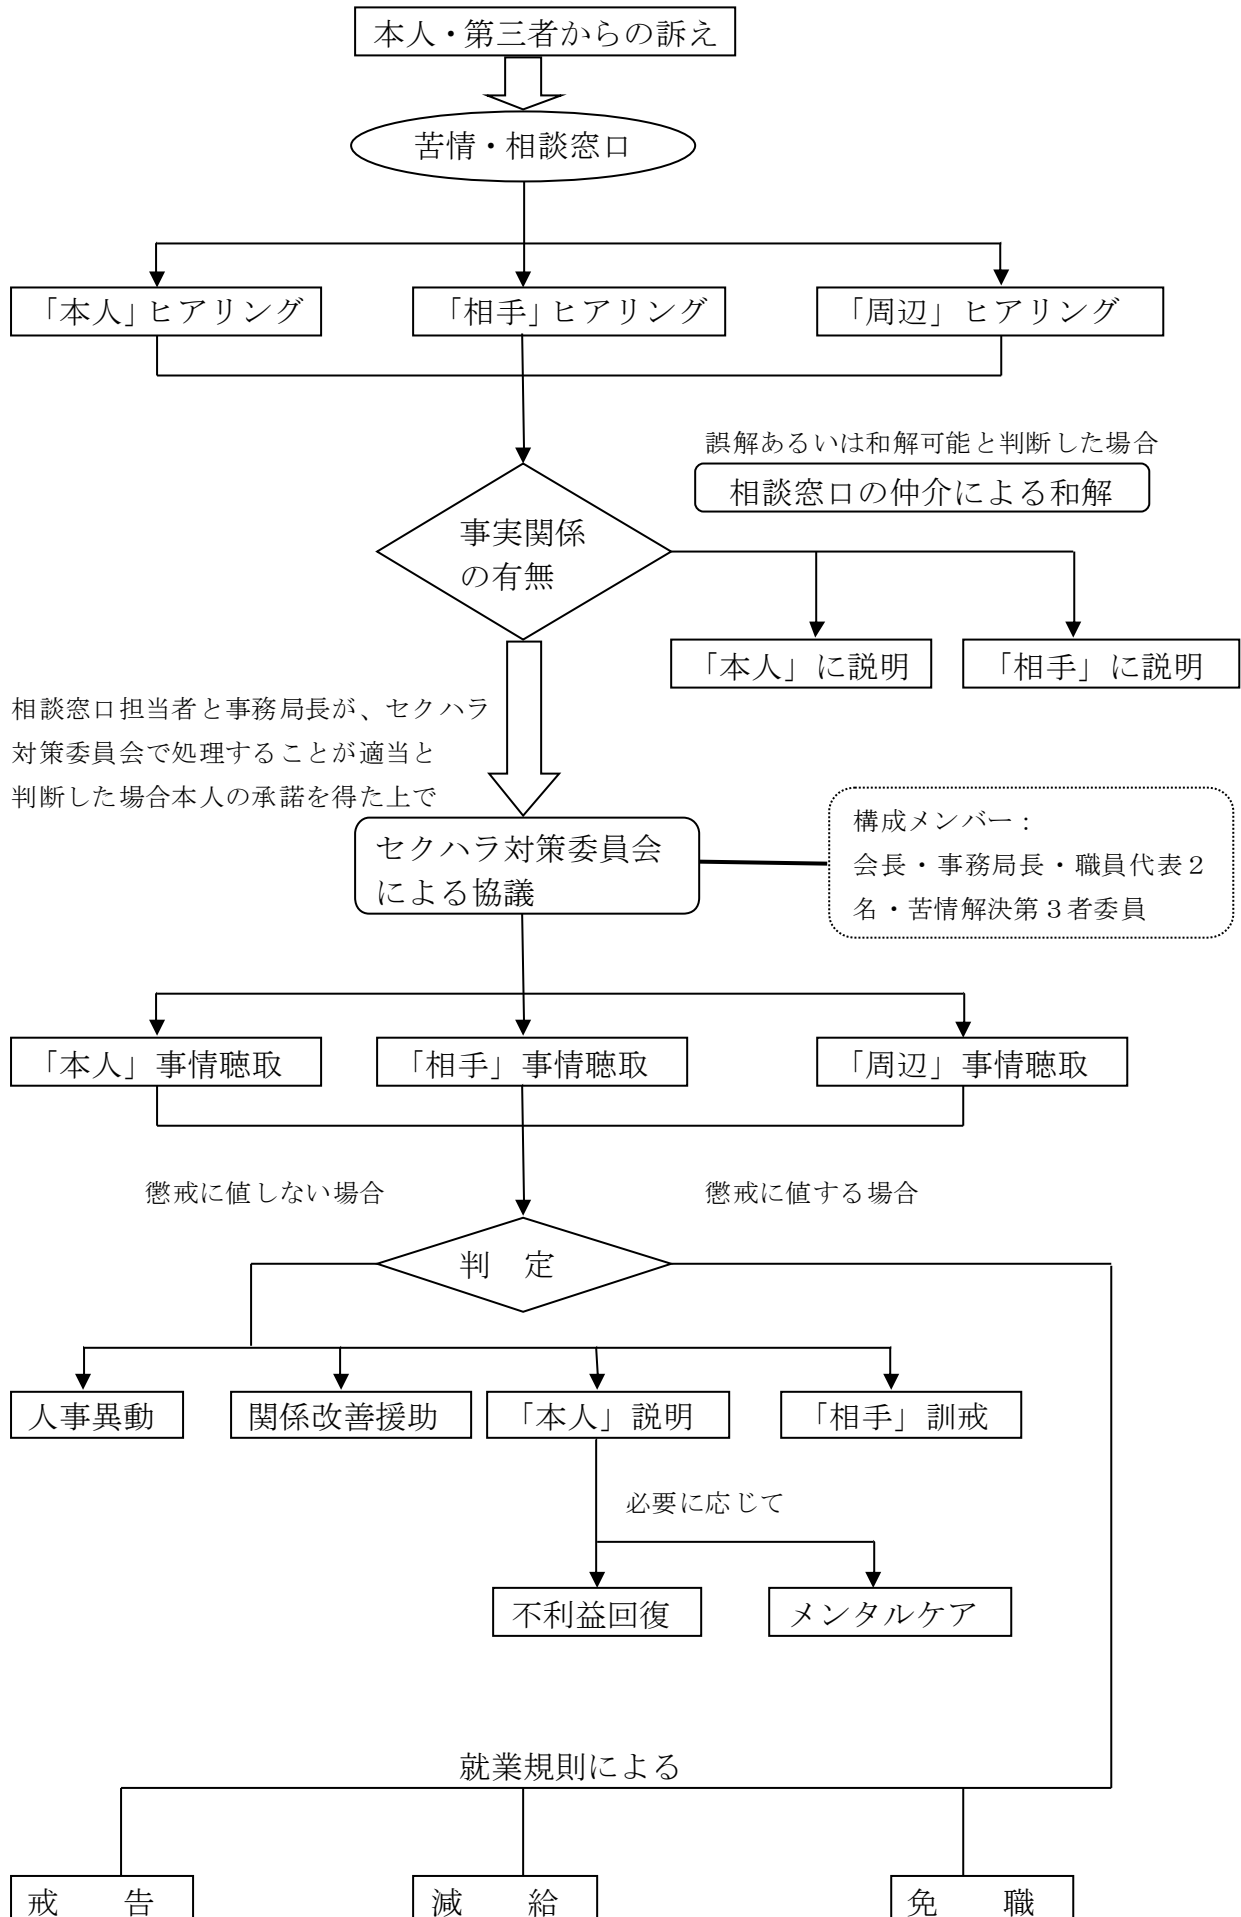 本人・第三者からの訴え
苦情・相談窓口
「本人」ヒアリング
「相手」ヒアリング
「周辺」ヒアリング
誤解あるいは和解可能と判断した場合
相談窓口の仲介による和解
事実関係
の有無
「本人」に説明
「相手」に説明
相談窓口担当者と事務局長が、セクハラ
対策委員会で処理することが適当と
判断した場合本人の承諾を得た上で
セクハラ対策委員会
による協議
構成メンバー：
会長・事務局長・職員代表２
名・苦情解決第３者委員
「本人」事情聴取
「相手」事情聴取
「周辺」事情聴取
懲戒に値しない場合
懲戒に値する場合
判　定
人事異動
関係改善援助
「本人」説明
「相手」訓戒
必要に応じて
不利益回復
メンタルケア
就業規則による
戒　　告
減　　給
免　　職